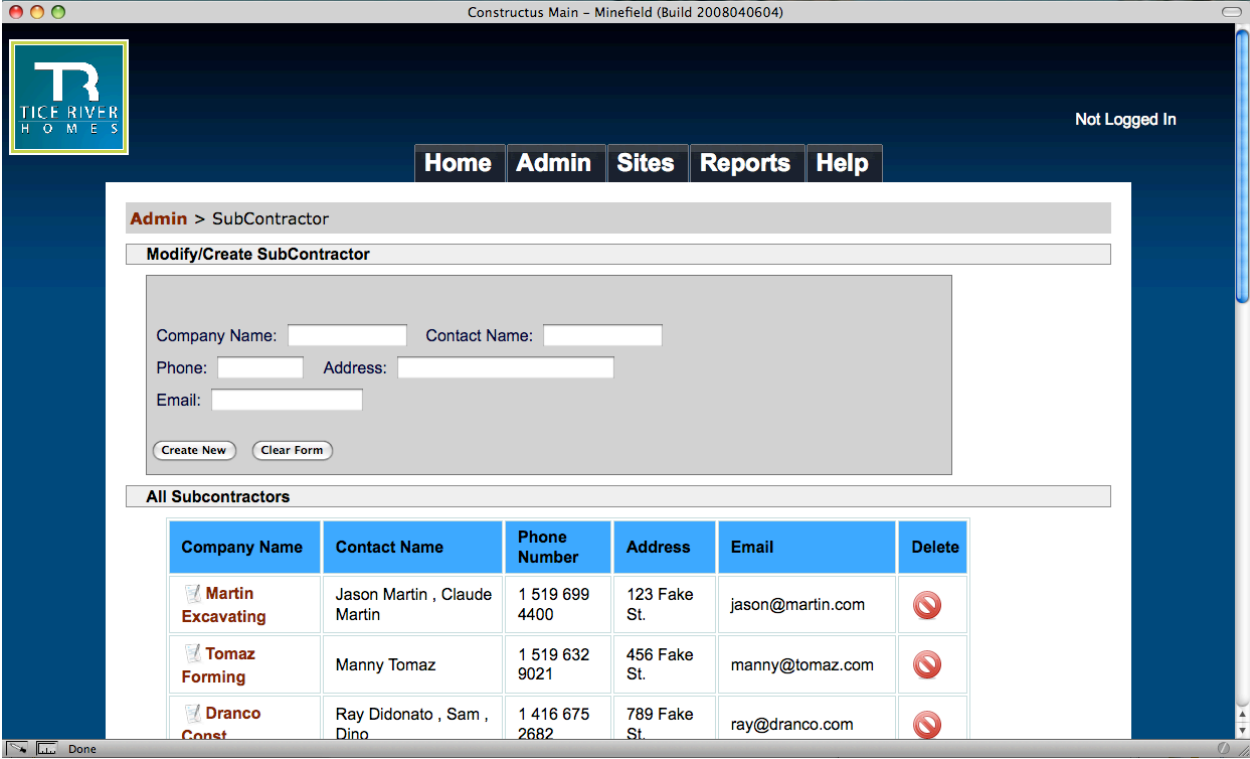 Constructus Main – Minefield (Build 2008040604)
TR
TICE RIVER
HOMES
Not Logged In
Home Admin Sites Reports Help
Admin > SubContractor
Modify/Create SubContractor
Company Name: Contact Name:
Phone: Address:
Email:
Create New Clear Form
All Subcontractors
Company Name Contact Name Phone Number Address Email Delete
Martin Excavating Jason Martin , Claude Martin 1 519 699 4400 123 Fake St. jason@martin.com
Tomaz Forming Manny Tomaz 1 519 632 9021 456 Fake St. manny@tomaz.com
Dranco Const Ray Didonato , Sam , Dino 1 416 675 2682 789 Fake St. ray@dranco.com
Done